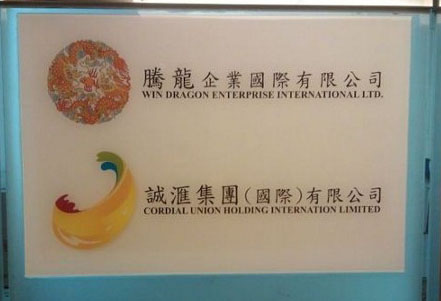 騰龍企業國際有限公司
WIN DRAGON ENTERPRISE INTERNATIONAL LTD.
誠滙集團(國際)有限公司
CORDIAL UNION HOLDING INTERNATION LIMITED